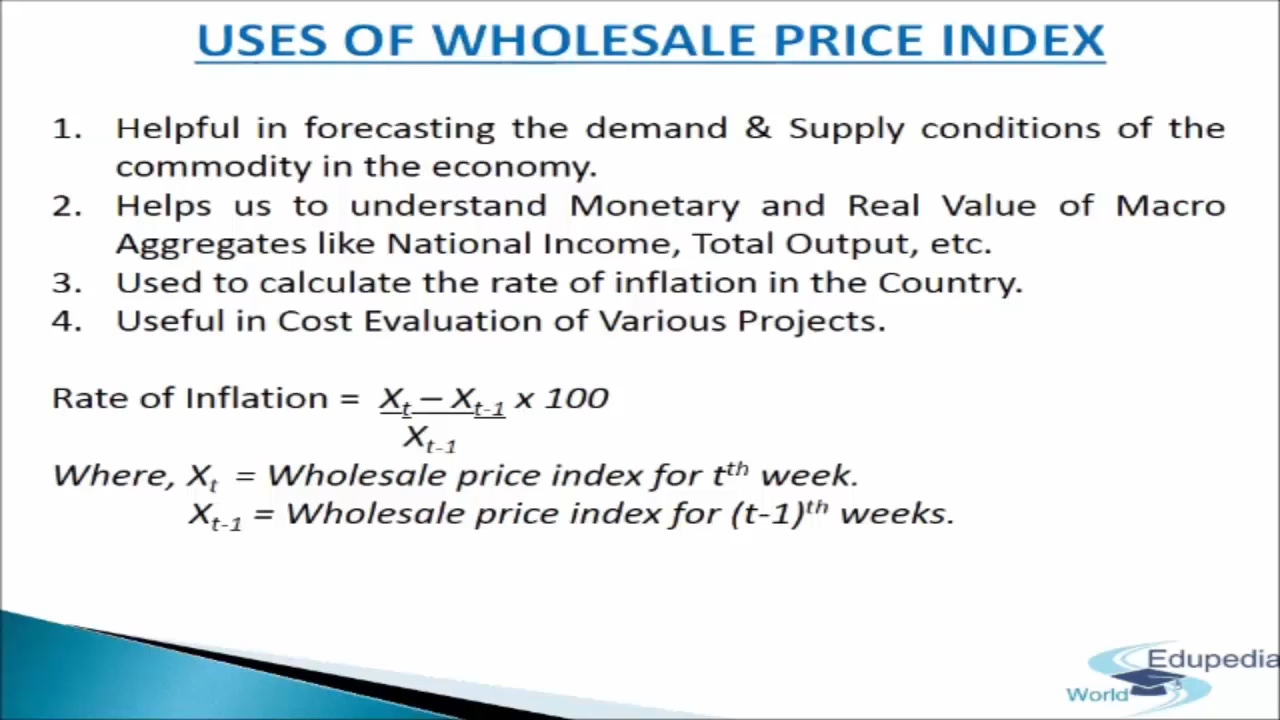 USES OF WHOLESALE PRICE INDEX
1. Helpful in forecasting the demand & Supply conditions of the
commodity in the economy.
2. Helps us to understand Monetary and Real Value of Macro
Aggregates like National Income, Total Output, etc.
3. Used to calculate the rate of inflation in the Country.
4. Useful in Cost Evaluation of Various Projects.
Rate of Inflation = Xt – Xt-1 x 100
Xt-1
Where, Xt = Wholesale price index for tth week.
Xt-1 = Wholesale price index for (t-1)th weeks.
Edupedia
World